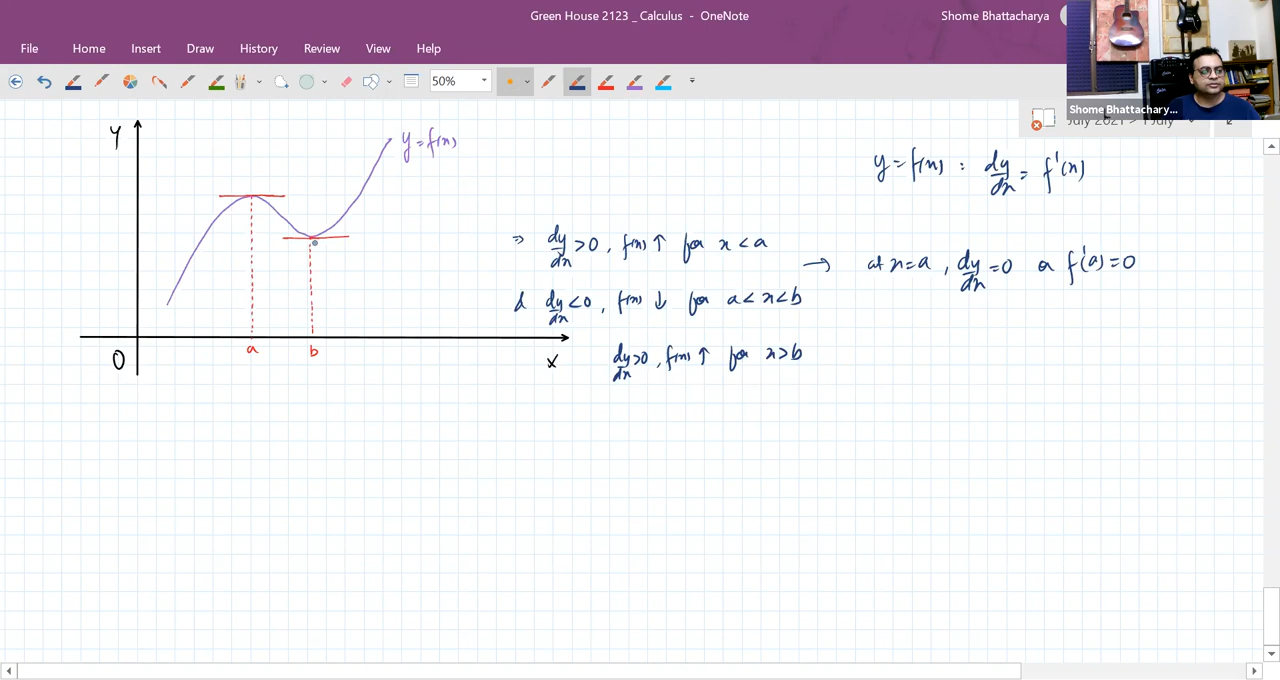 Green House 2123 _ Calculus - OneNote
Shome Bhattacharya
File Home Insert Draw History Review View Help
50%
Shome Bhattachary...
July 2021 > 1 July
Y
y = f(x)
y = f(x) : dy/dx = f'(x)
⇒ dy/dx > 0, f(x) ↑ for x < a
→ at x = a, dy/dx = 0 or f'(a) = 0
& dy/dx < 0, f(x) ↓ for a < x < b
dy/dx > 0, f(x) ↑ for x > b
a b
O X